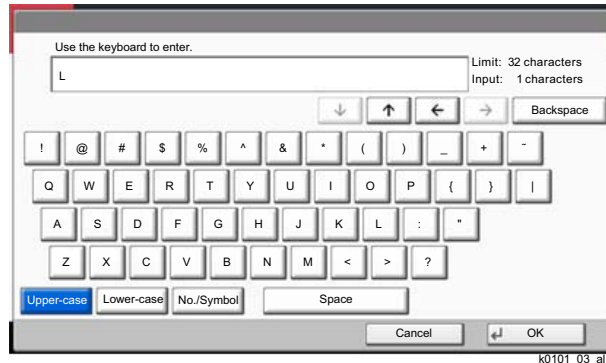 Use the keyboard to enter.
L
Limit: 32 characters
Input: 1 characters
Backspace
! @ # $ % ^ & * ( ) _ + ~
Q W E R T Y U I O P { } |
A S D F G H J K L : "
Z X C V B N M < > ?
Upper-case Lower-case No./Symbol Space
Cancel OK
k0101_03_al